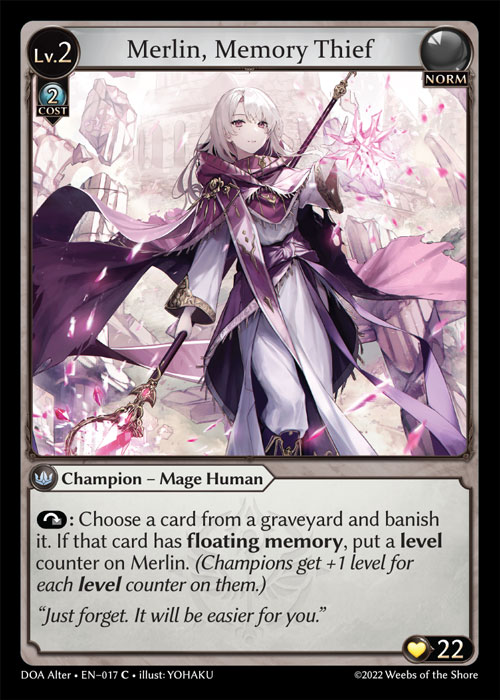 Lv.2
Merlin, Memory Thief
NORM
2
COST
Champion – Mage Human
: Choose a card from a graveyard and banish
it. If that card has floating memory, put a level
counter on Merlin. (Champions get +1 level for
each level counter on them.)
“Just forget. It will be easier for you.”
22
DOA Alter • EN–017 C • illust: YOHAKU
©2022 Weebs of the Shore